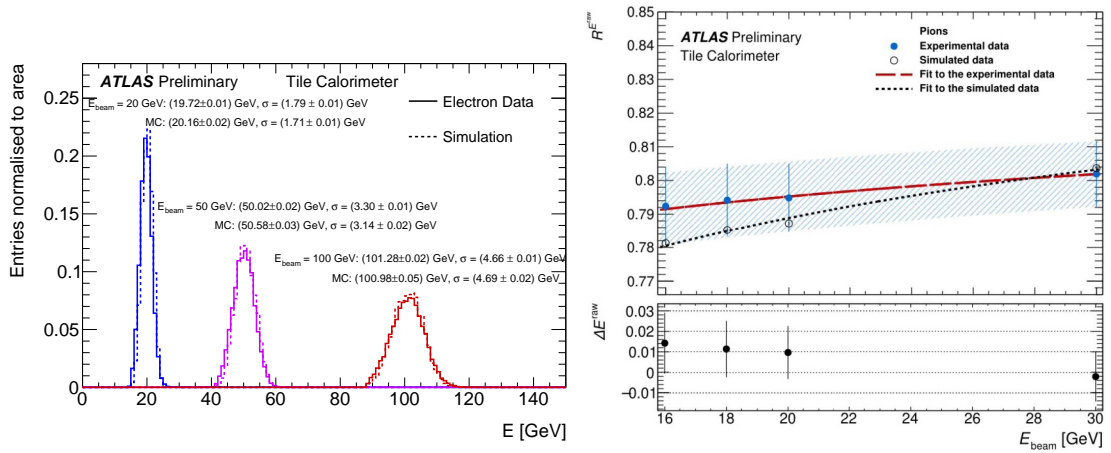 ATLAS Preliminary Tile Calorimeter
E_beam = 20 GeV: (19.72±0.01) GeV, σ = (1.79 ± 0.01) GeV
MC: (20.16±0.02) GeV, σ = (1.71 ± 0.01) GeV
Electron Data
Simulation
E_beam = 50 GeV: (50.02±0.02) GeV, σ = (3.30 ± 0.01) GeV
MC: (50.58±0.03) GeV, σ = (3.14 ± 0.02) GeV
E_beam = 100 GeV: (101.28±0.02) GeV, σ = (4.66 ± 0.01) GeV
MC: (100.98±0.05) GeV, σ = (4.69 ± 0.02) GeV
Entries normalised to area
0.25
0.2
0.15
0.1
0.05
0
0 20 40 60 80 100 120 140
E [GeV]
R^E^raw
ATLAS Preliminary
Tile Calorimeter
Pions
Experimental data
Simulated data
Fit to the experimental data
Fit to the simulated data
0.85
0.84
0.83
0.82
0.81
0.8
0.79
0.78
0.77
ΔE^raw
0.03
0.02
0.01
0
−0.01
16 18 20 22 24 26 28 30
E_beam [GeV]